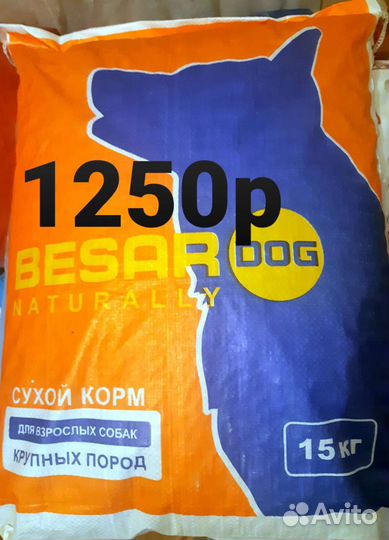 1250р
BESAR DOG
NATURALLY
СУХОЙ КОРМ
ДЛЯ ВЗРОСЛЫХ СОБАК
КРУПНЫХ ПОРОД
15 КГ
Avito